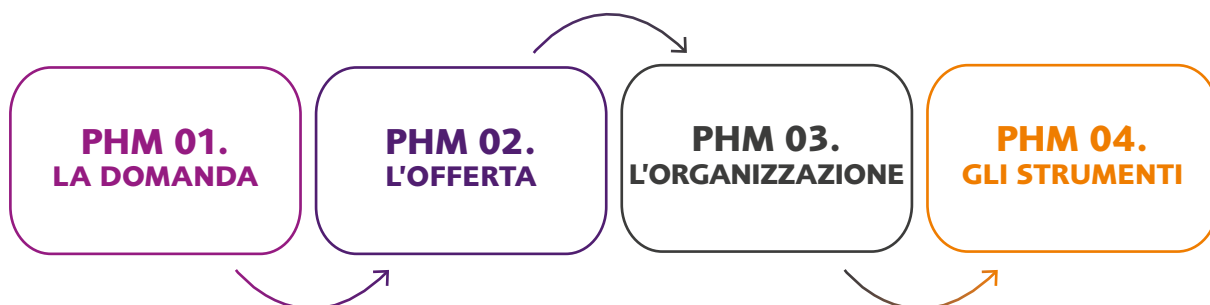 PHM 01.
LA DOMANDA
PHM 02.
L'OFFERTA
PHM 03.
L'ORGANIZZAZIONE
PHM 04.
GLI STRUMENTI